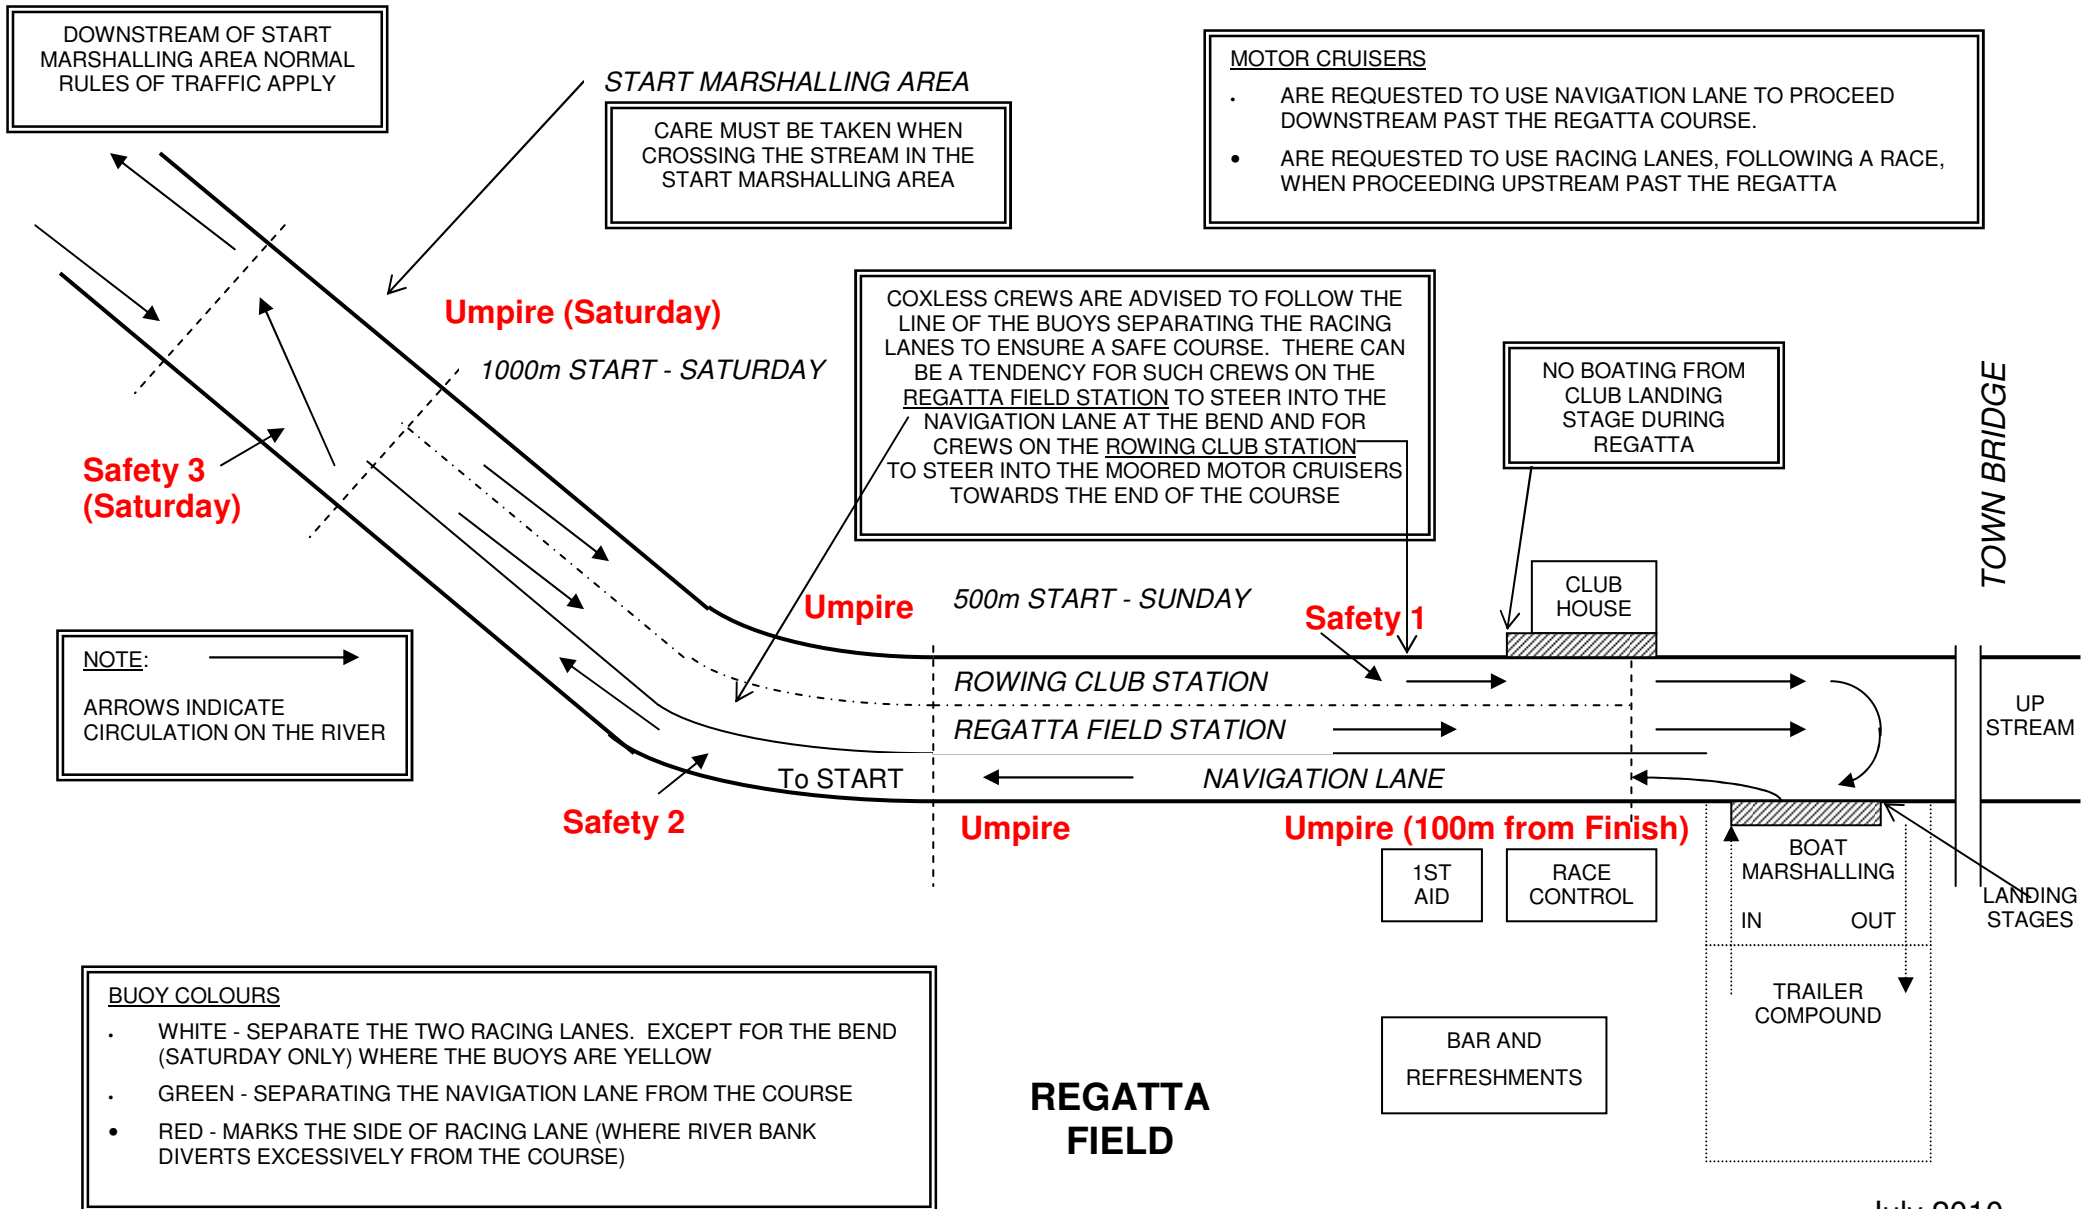 DOWNSTREAM OF START
MARSHALLING AREA NORMAL
RULES OF TRAFFIC APPLY
START MARSHALLING AREA
CARE MUST BE TAKEN WHEN
CROSSING THE STREAM IN THE
START MARSHALLING AREA
MOTOR CRUISERS
. ARE REQUESTED TO USE NAVIGATION LANE TO PROCEED
DOWNSTREAM PAST THE REGATTA COURSE.
• ARE REQUESTED TO USE RACING LANES, FOLLOWING A RACE,
WHEN PROCEEDING UPSTREAM PAST THE REGATTA
Umpire (Saturday)
1000m START - SATURDAY
COXLESS CREWS ARE ADVISED TO FOLLOW THE
LINE OF THE BUOYS SEPARATING THE RACING
LANES TO ENSURE A SAFE COURSE. THERE CAN
BE A TENDENCY FOR SUCH CREWS ON THE
REGATTA FIELD STATION TO STEER INTO THE
NAVIGATION LANE AT THE BEND AND FOR
CREWS ON THE ROWING CLUB STATION
TO STEER INTO THE MOORED MOTOR CRUISERS
TOWARDS THE END OF THE COURSE
NO BOATING FROM
CLUB LANDING
STAGE DURING
REGATTA
TOWN BRIDGE
Safety 3
(Saturday)
CLUB
HOUSE
Umpire
500m START - SUNDAY
Safety 1
NOTE:
ARROWS INDICATE
CIRCULATION ON THE RIVER
ROWING CLUB STATION
REGATTA FIELD STATION
UP
STREAM
To START
NAVIGATION LANE
Safety 2
Umpire
Umpire (100m from Finish)
1ST
AID
RACE
CONTROL
BOAT
MARSHALLING
IN OUT
LANDING
STAGES
TRAILER
COMPOUND
BUOY COLOURS
. WHITE - SEPARATE THE TWO RACING LANES. EXCEPT FOR THE BEND
(SATURDAY ONLY) WHERE THE BUOYS ARE YELLOW
. GREEN - SEPARATING THE NAVIGATION LANE FROM THE COURSE
• RED - MARKS THE SIDE OF RACING LANE (WHERE RIVER BANK
DIVERTS EXCESSIVELY FROM THE COURSE)
BAR AND
REFRESHMENTS
REGATTA
FIELD
July 2010